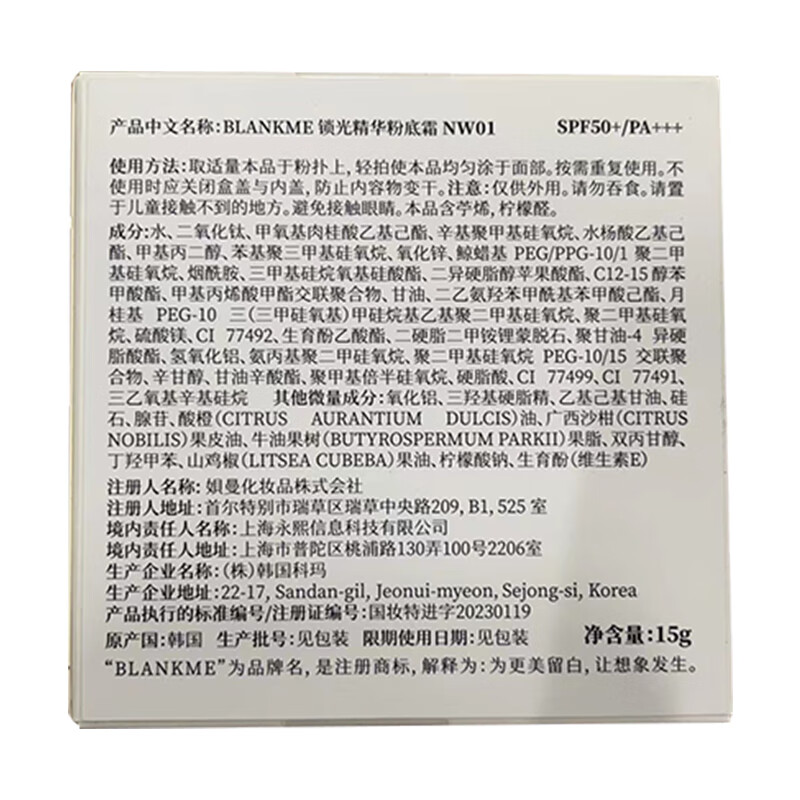 产品中文名称：BLANKME 锁光精华粉底霜 NW01 SPF50+/PA+++
使用方法：取适量本品于粉扑上，轻拍使本品均匀涂于面部。按需重复使用。不
使用时应关闭盒盖与内盖，防止内容物变干。注意：仅供外用。请勿吞食。请置
于儿童接触不到的地方。避免接触眼睛。本品含苧烯，柠檬醛。
成分：水、二氧化钛、甲氧基肉桂酸乙基己酯、辛基聚甲基硅氧烷、水杨酸乙基己
酯、甲基丙二醇、苯基聚三甲基硅氧烷、氧化锌、鲸蜡基 PEG/PPG-10/1 聚二甲
基硅氧烷、烟酰胺、三甲基硅烷氧基硅酸酯、二异硬脂醇苹果酸酯、C12-15 醇苯
甲酸酯、甲基丙烯酸甲酯交联聚合物、甘油、二乙氨羟苯甲酰基苯甲酸己酯、月
桂基 PEG-10 三（三甲硅氧基）甲硅烷基乙基聚二甲基硅氧烷、聚二甲基硅氧
烷、硫酸镁、CI 77492、生育酚乙酸酯、二硬脂二甲铵锂蒙脱石、聚甘油-4 异硬
脂酸酯、氢氧化铝、氨丙基聚二甲硅氧烷、聚二甲基硅氧烷 PEG-10/15 交联聚
合物、辛甘醇、甘油辛酸酯、聚甲基倍半硅氧烷、硬脂酸、CI 77499、CI 77491、
三乙氧基辛基硅烷 其他微量成分：氧化铝、三羟基硬脂精、乙基己基甘油、硅
石、腺苷、酸橙（CITRUS AURANTIUM DULCIS）油、广西沙柑（CITRUS
NOBILIS）果皮油、牛油果树（BUTYROSPERMUM PARKII）果脂、双丙甘醇、
丁羟甲苯、山鸡椒（LITSEA CUBEBA）果油、柠檬酸钠、生育酚（维生素E）
注册人名称：娊曼化妆品株式会社
注册人地址：首尔特别市瑞草区瑞草中央路209, B1, 525 室
境内责任人名称：上海永熙信息科技有限公司
境内责任人地址：上海市普陀区桃浦路130弄100号2206室
生产企业名称：（株）韩国科玛
生产企业地址：22-17, Sandan-gil, Jeonui-myeon, Sejong-si, Korea
产品执行的标准编号/注册证编号：国妆特进字20230119
原产国：韩国 生产批号：见包装 限期使用日期：见包装 净含量：15g
“BLANKME”为品牌名，是注册商标，解释为：为更美留白，让想象发生。